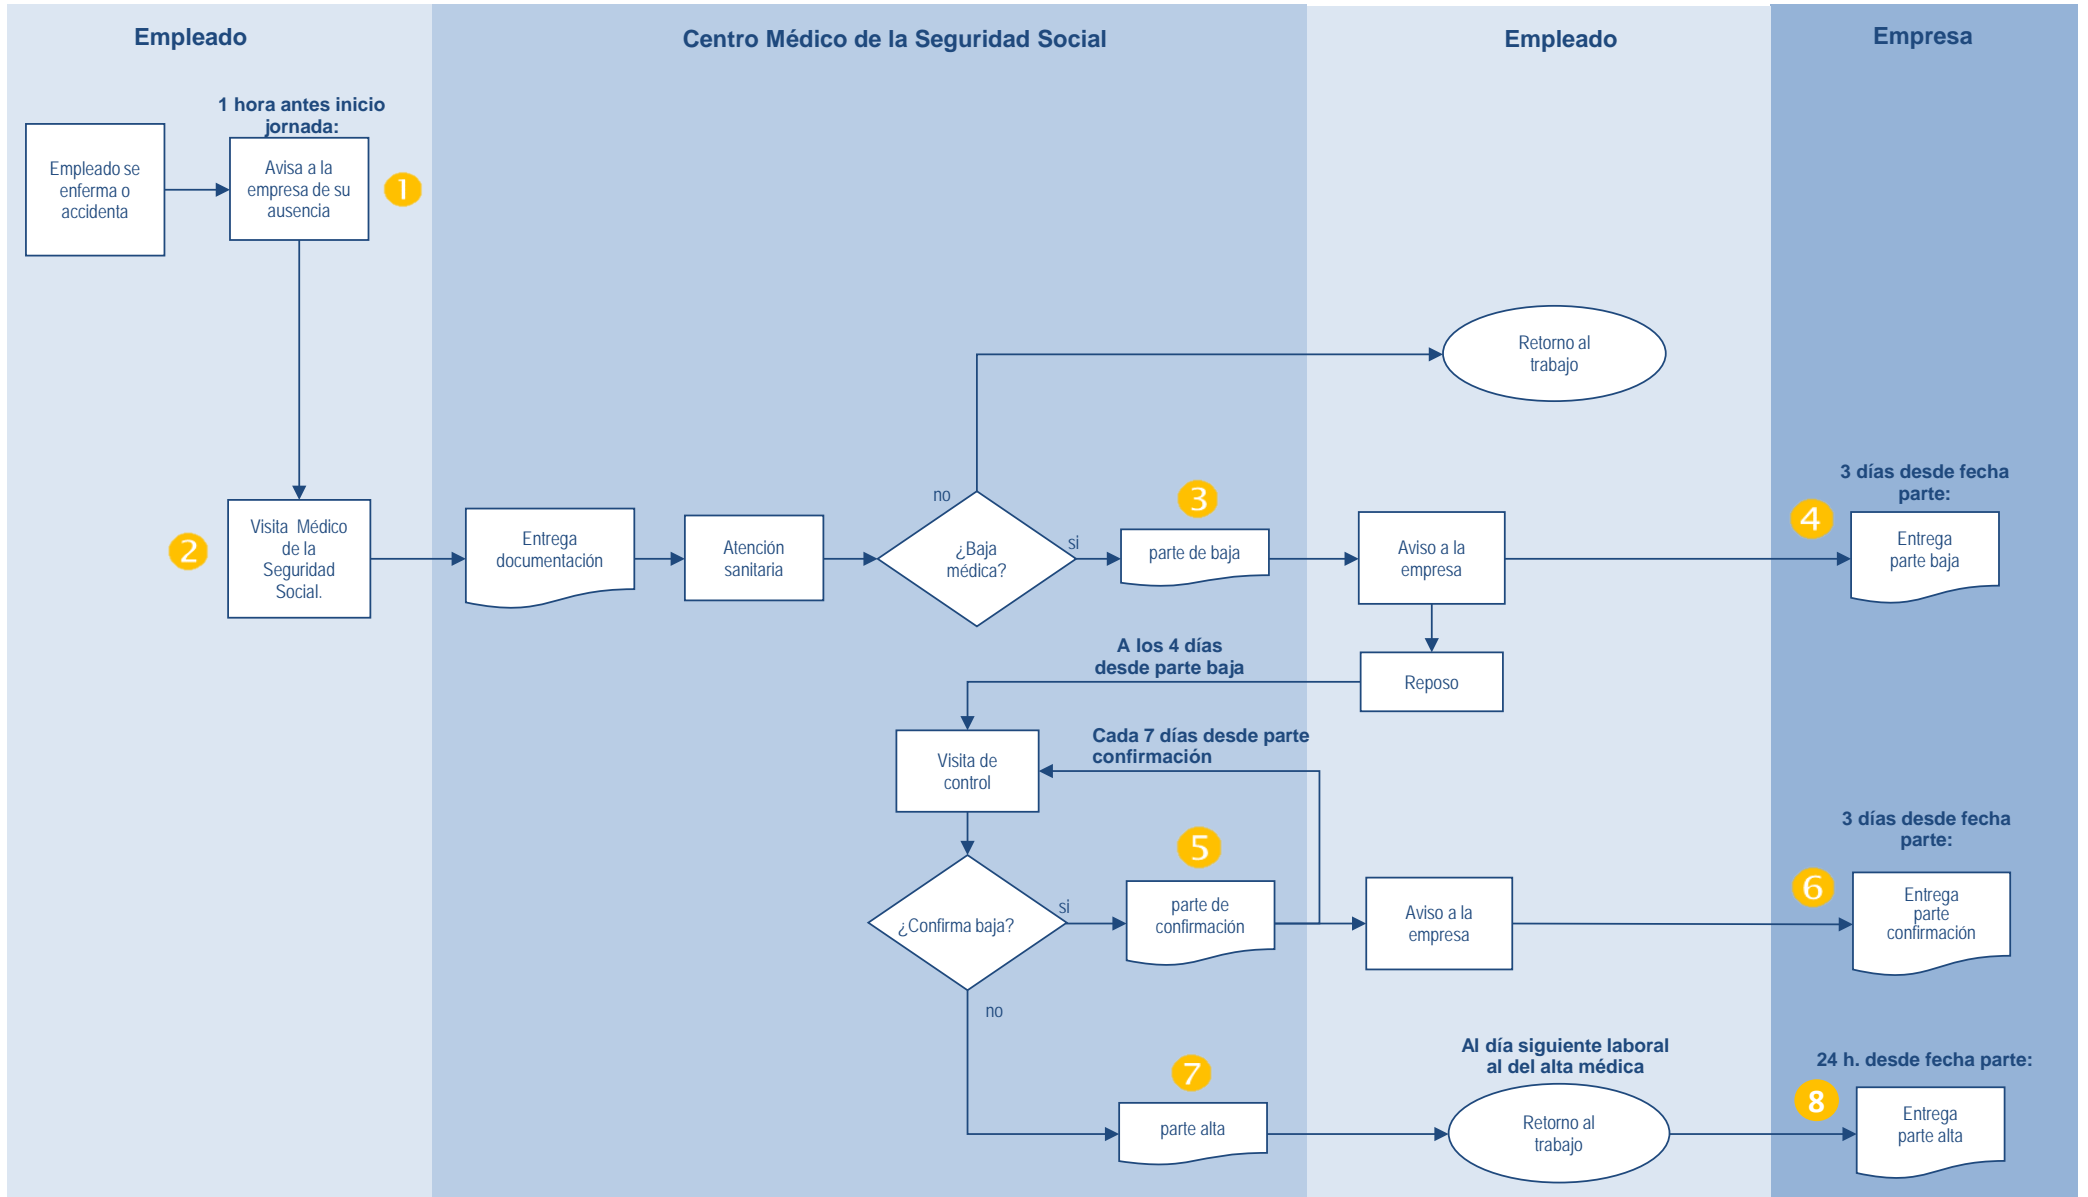 Empleado
Centro Médico de la Seguridad Social
Empleado
Empresa
1 hora antes inicio
jornada:
Empleado se
enferma o
accidenta
Avisa a la
empresa de su
ausencia
1
Retorno al
trabajo
2
Visita Médico
de la
Seguridad
Social.
Entrega
documentación
Atención
sanitaria
no
¿Baja
médica?
si
3
parte de baja
Aviso a la
empresa
3 días desde fecha
parte:
4
Entrega
parte baja
A los 4 días
desde parte baja
Reposo
Visita de
control
Cada 7 días desde parte
confirmación
¿Confirma baja?
si
no
5
parte de
confirmación
Aviso a la
empresa
3 días desde fecha
parte:
6
Entrega
parte
confirmación
7
parte alta
Al día siguiente laboral
al del alta médica
Retorno al
trabajo
24 h. desde fecha parte:
8
Entrega
parte alta